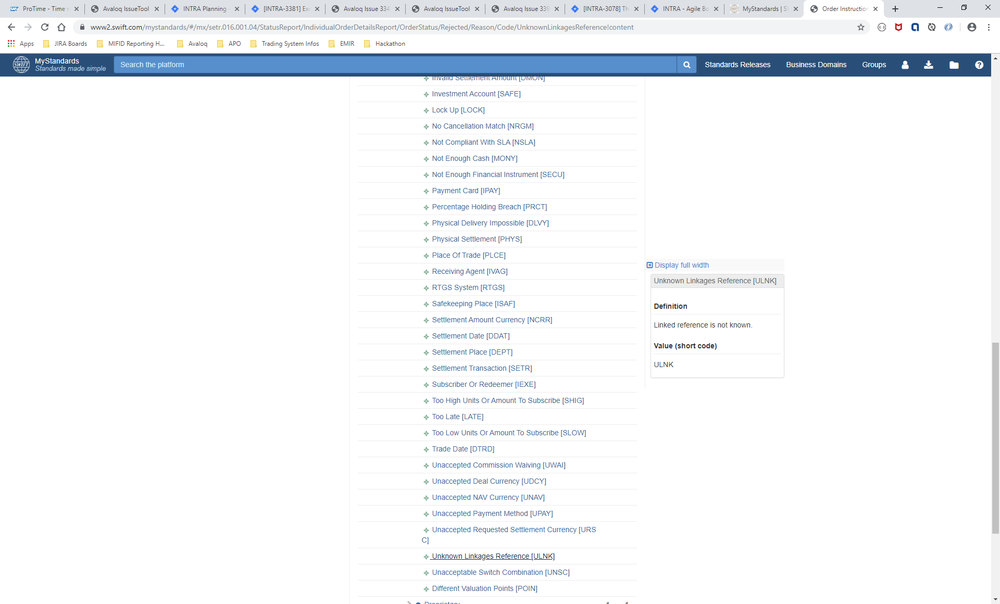 ProTime - Time r
Avaloq IssueTool
INTRA Planning -
[INTRA-3381] Exe
Avaloq Issue 334
Avaloq IssueTool
Avaloq Issue 339
[INTRA-3078] Th
INTRA - Agile Bo
MyStandards | SV
Order Instruction
www2.swift.com/mystandards/#/mx/setr.016.001.04/StatusReport/IndividualOrderDetailsReport/OrderStatus/Rejected/Reason/Code/UnknownLinkagesReference!content
Apps JIRA Boards MIFID Reporting H... Avaloq APO Trading System Infos EMIR Hackathon
SWIFT
MyStandards
Standards made simple
Search the platform
Standards Releases Business Domains Groups
Invalid Settlement Amount [DMON]
Investment Account [SAFE]
Lock Up [LOCK]
No Cancellation Match [NRGM]
Not Compliant With SLA [NSLA]
Not Enough Cash [MONY]
Not Enough Financial Instrument [SECU]
Payment Card [IPAY]
Percentage Holding Breach [PRCT]
Physical Delivery Impossible [DLVY]
Physical Settlement [PHYS]
Place Of Trade [PLCE]
Receiving Agent [IVAG]
RTGS System [RTGS]
Safekeeping Place [ISAF]
Settlement Amount Currency [NCRR]
Settlement Date [DDAT]
Settlement Place [DEPT]
Settlement Transaction [SETR]
Subscriber Or Redeemer [IEXE]
Too High Units Or Amount To Subscribe [SHIG]
Too Late [LATE]
Too Low Units Or Amount To Subscribe [SLOW]
Trade Date [DTRD]
Unaccepted Commission Waiving [UWAI]
Unaccepted Deal Currency [UDCY]
Unaccepted NAV Currency [UNAV]
Unaccepted Payment Method [UPAY]
Unaccepted Requested Settlement Currency [URS
C]
Unknown Linkages Reference [ULNK]
Unacceptable Switch Combination [UNSC]
Different Valuation Points [POIN]
Proprietary 1 1
Display full width
Unknown Linkages Reference [ULNK]
Definition
Linked reference is not known.
Value (short code)
ULNK